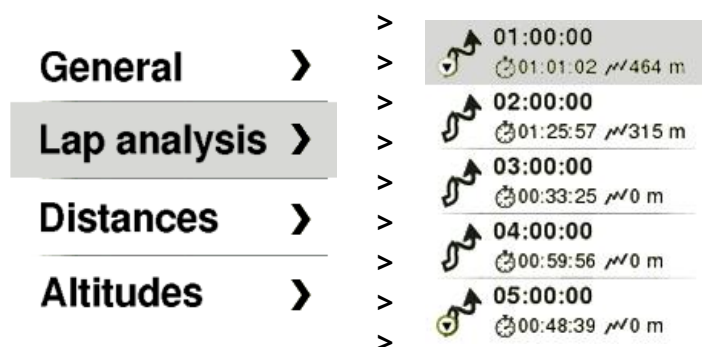 General ❯
Lap analysis ❯
Distances ❯
Altitudes ❯
>
>
>
>
>
>
>
>
>
01:00:00
01:01:02 464 m
02:00:00
01:25:57 315 m
03:00:00
00:33:25 0 m
04:00:00
00:59:56 0 m
05:00:00
00:48:39 0 m